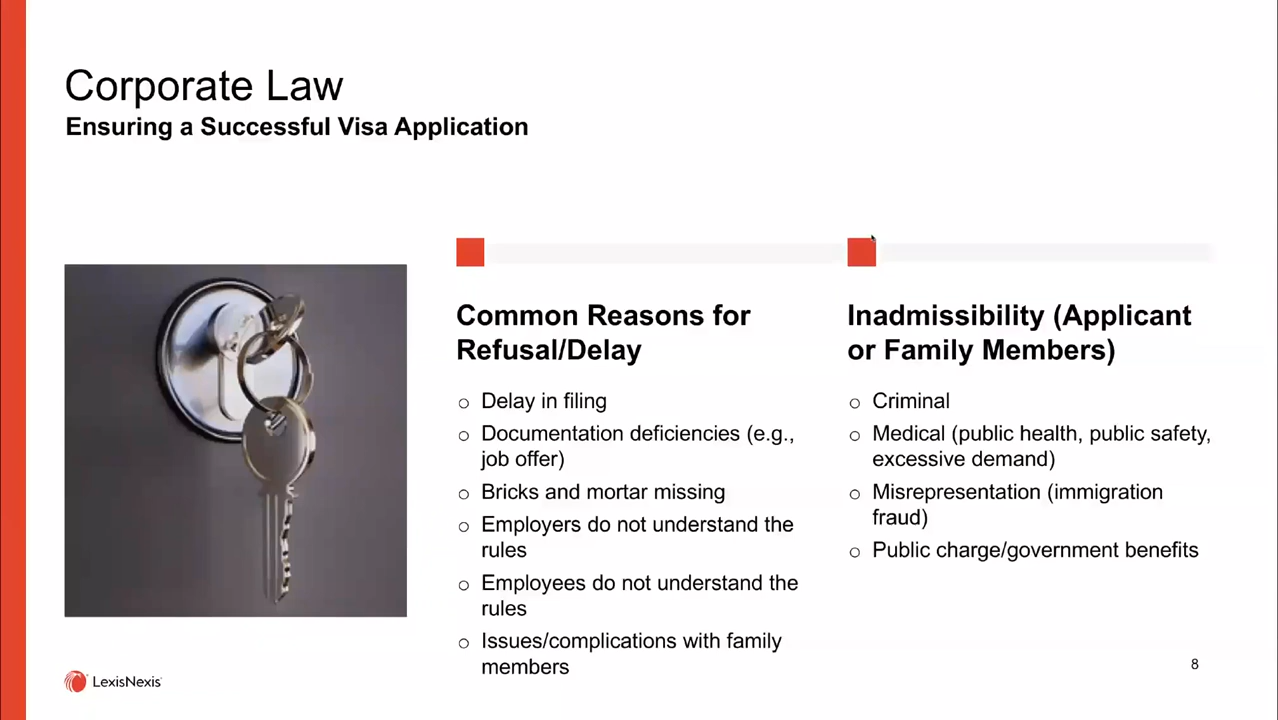 Corporate Law
Ensuring a Successful Visa Application
Common Reasons for
Refusal/Delay
Delay in filing
Documentation deficiencies (e.g.,
job offer)
Bricks and mortar missing
Employers do not understand the
rules
Employees do not understand the
rules
Issues/complications with family
members
Inadmissibility (Applicant
or Family Members)
Criminal
Medical (public health, public safety,
excessive demand)
Misrepresentation (immigration
fraud)
Public charge/government benefits
LexisNexis
8